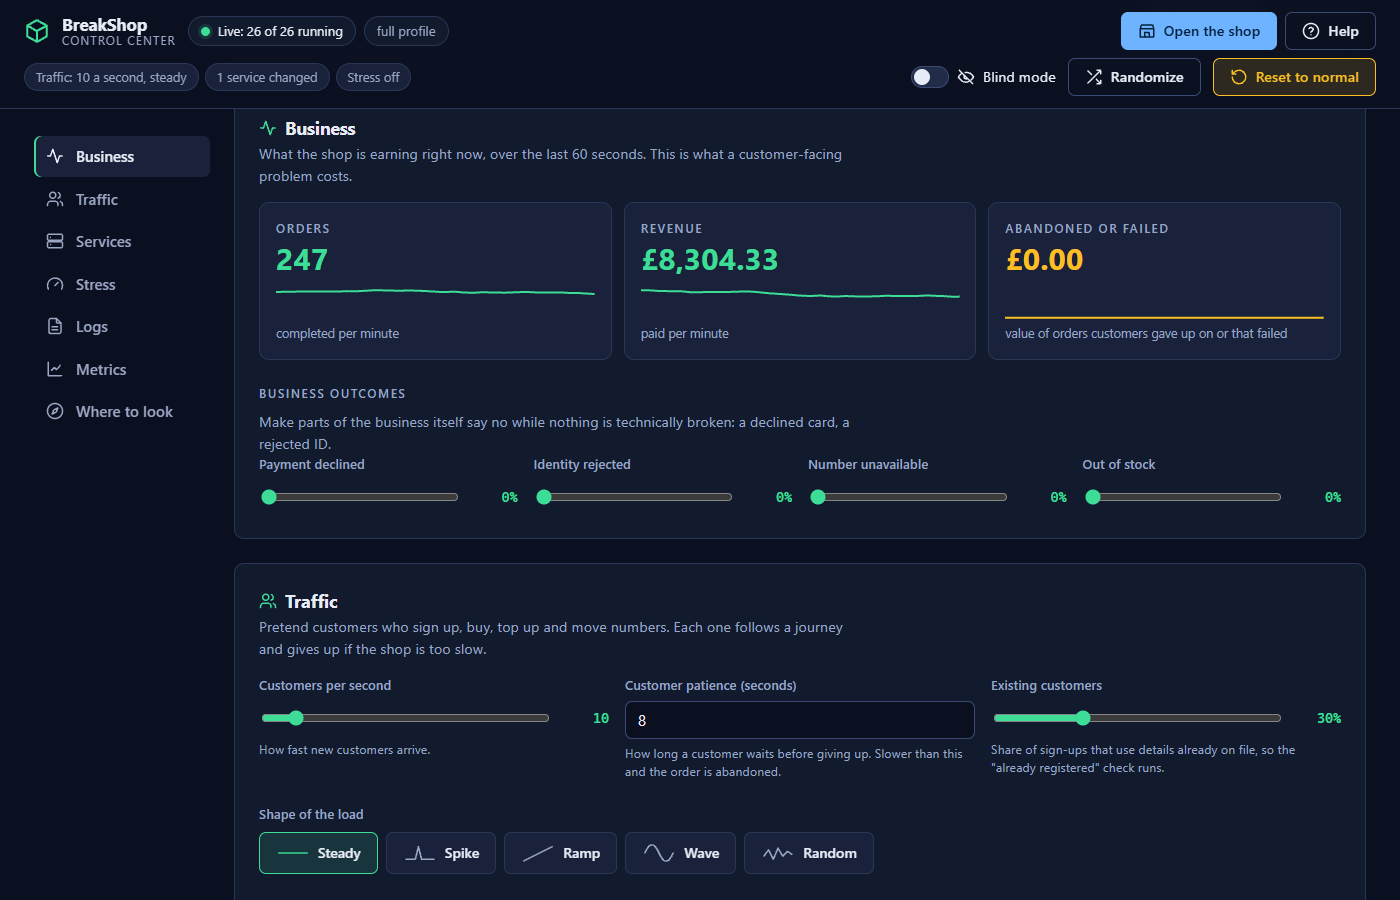 BreakShop
CONTROL CENTER
Live: 26 of 26 running
full profile
Open the shop
Help
Traffic: 10 a second, steady
1 service changed
Stress off
Blind mode
Randomize
Reset to normal
Business
Traffic
Services
Stress
Logs
Metrics
Where to look
Business
What the shop is earning right now, over the last 60 seconds. This is what a customer-facing
problem costs.
ORDERS
247
completed per minute
REVENUE
£8,304.33
paid per minute
ABANDONED OR FAILED
£0.00
value of orders customers gave up on or that failed
BUSINESS OUTCOMES
Make parts of the business itself say no while nothing is technically broken: a declined card, a
rejected ID.
Payment declined
0%
Identity rejected
0%
Number unavailable
0%
Out of stock
0%
Traffic
Pretend customers who sign up, buy, top up and move numbers. Each one follows a journey
and gives up if the shop is too slow.
Customers per second
10
How fast new customers arrive.
Customer patience (seconds)
8
How long a customer waits before giving up. Slower than this
and the order is abandoned.
Existing customers
30%
Share of sign-ups that use details already on file, so the
"already registered" check runs.
Shape of the load
Steady
Spike
Ramp
Wave
Random